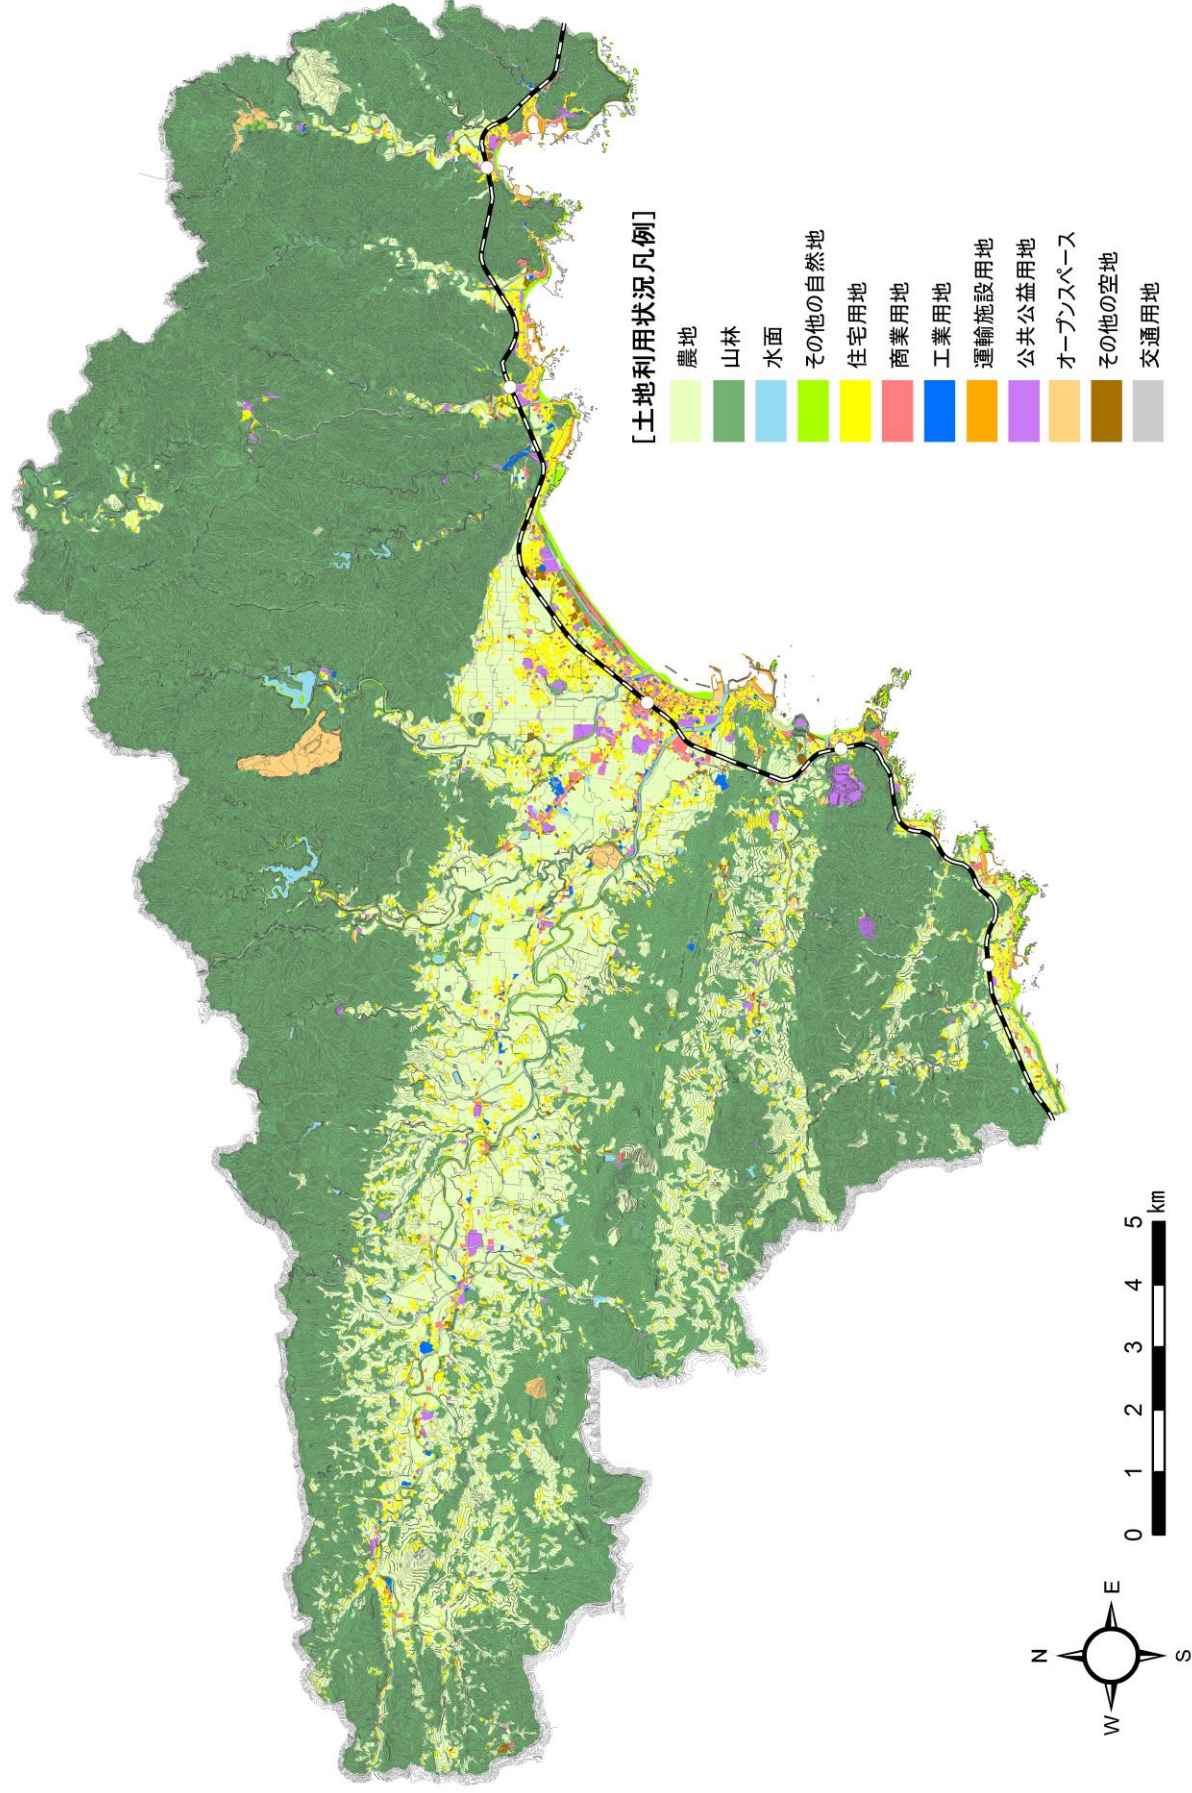 [土地利用状況凡例]
農地
山林
水面
その他の自然地
住宅用地
商業用地
工業用地
運輸施設用地
公共公益用地
オープンスペース
その他の空地
交通用地
0 1 2 3 4 5 km
N
W E
S